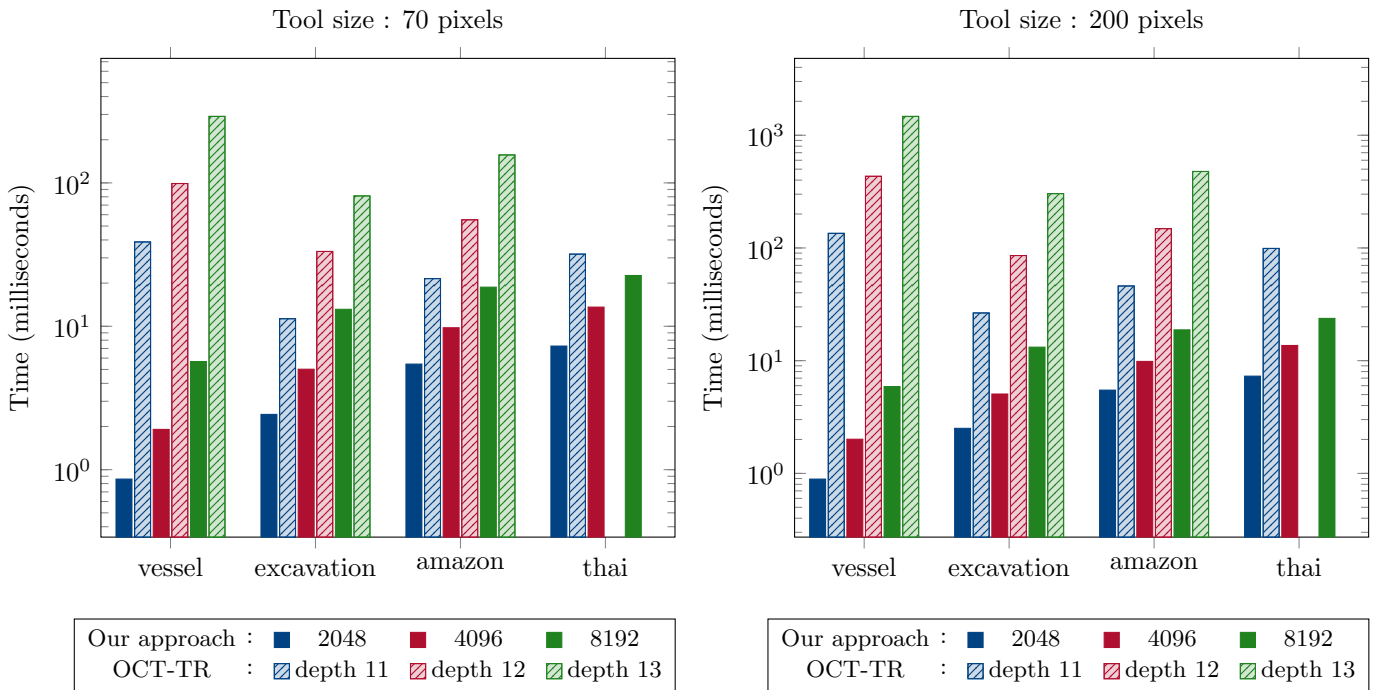 Tool size : 70 pixels
10^2
10^1
10^0
Time (milliseconds)
vessel excavation amazon thai
Our approach : 2048 4096 8192
OCT-TR : depth 11 depth 12 depth 13
Tool size : 200 pixels
10^3
10^2
10^1
10^0
Time (milliseconds)
vessel excavation amazon thai
Our approach : 2048 4096 8192
OCT-TR : depth 11 depth 12 depth 13